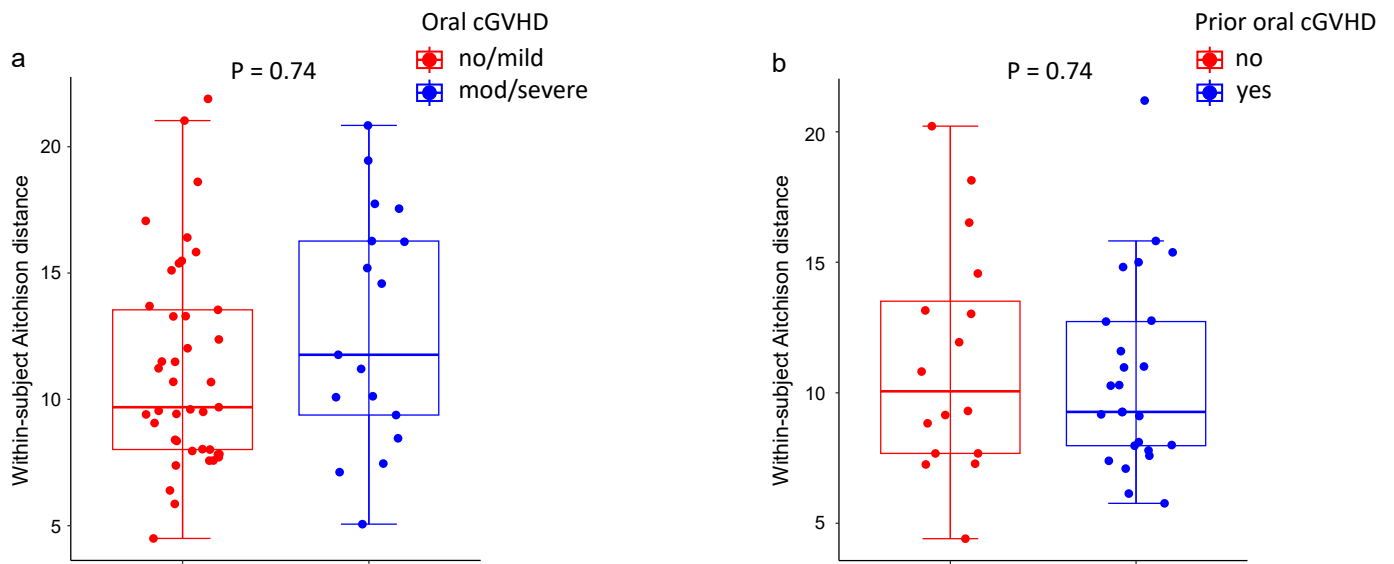 a
Oral cGVHD
no/mild
mod/severe
P = 0.74
Within-subject Aitchison distance
20
15
10
5
b
Prior oral cGVHD
no
yes
P = 0.74
Within-subject Aitchison distance
20
15
10
5